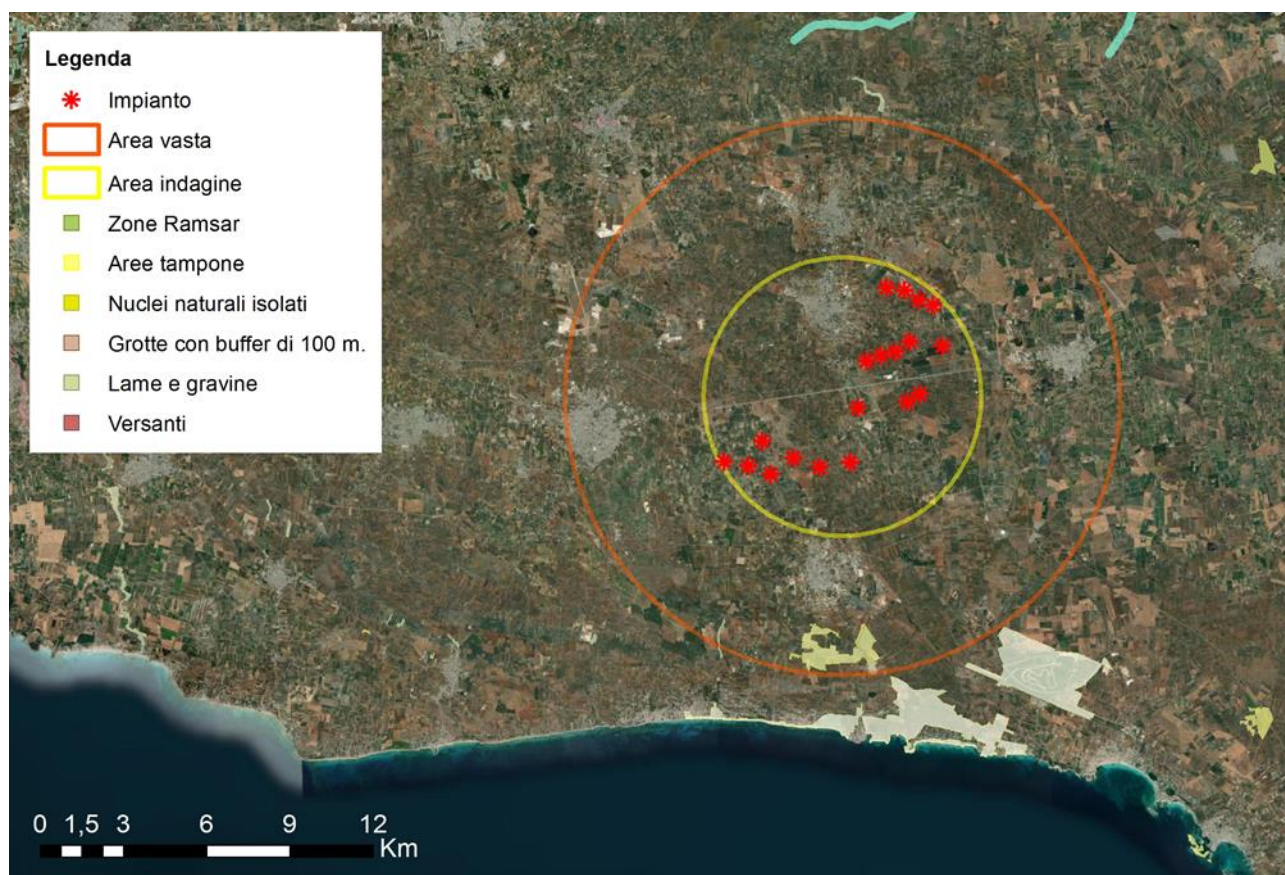 Legenda
Impianto
Area vasta
Area indagine
Zone Ramsar
Aree tampone
Nuclei naturali isolati
Grotte con buffer di 100 m.
Lame e gravine
Versanti
0 1,5 3 6 9 12
Km